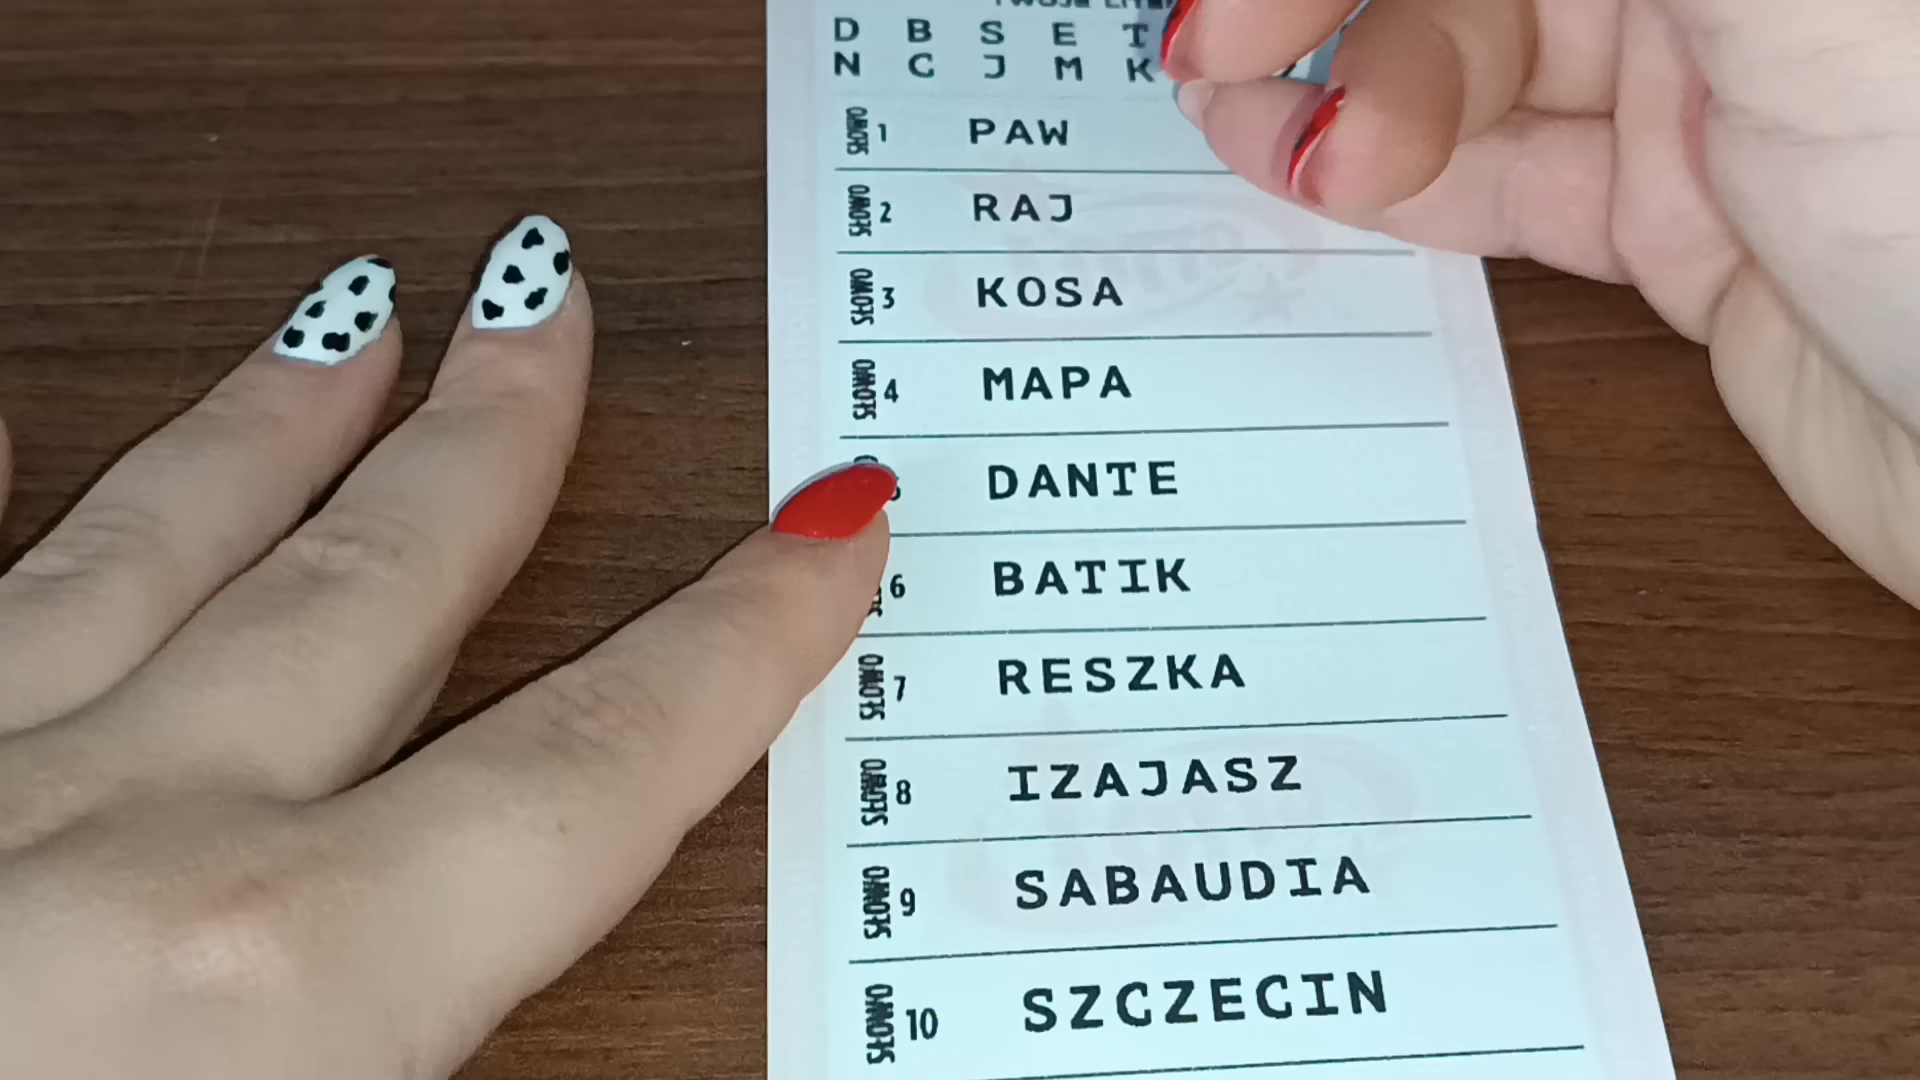 D B S E T
N C J M K
SŁOWO 1 PAW
SŁOWO 2 RAJ
SŁOWO 3 KOSA
SŁOWO 4 MAPA
DANTE
6 BATIK
SŁOWO 7 RESZKA
SŁOWO 8 IZAJASZ
SŁOWO 9 SABAUDIA
SŁOWO 10 SZCZECIN